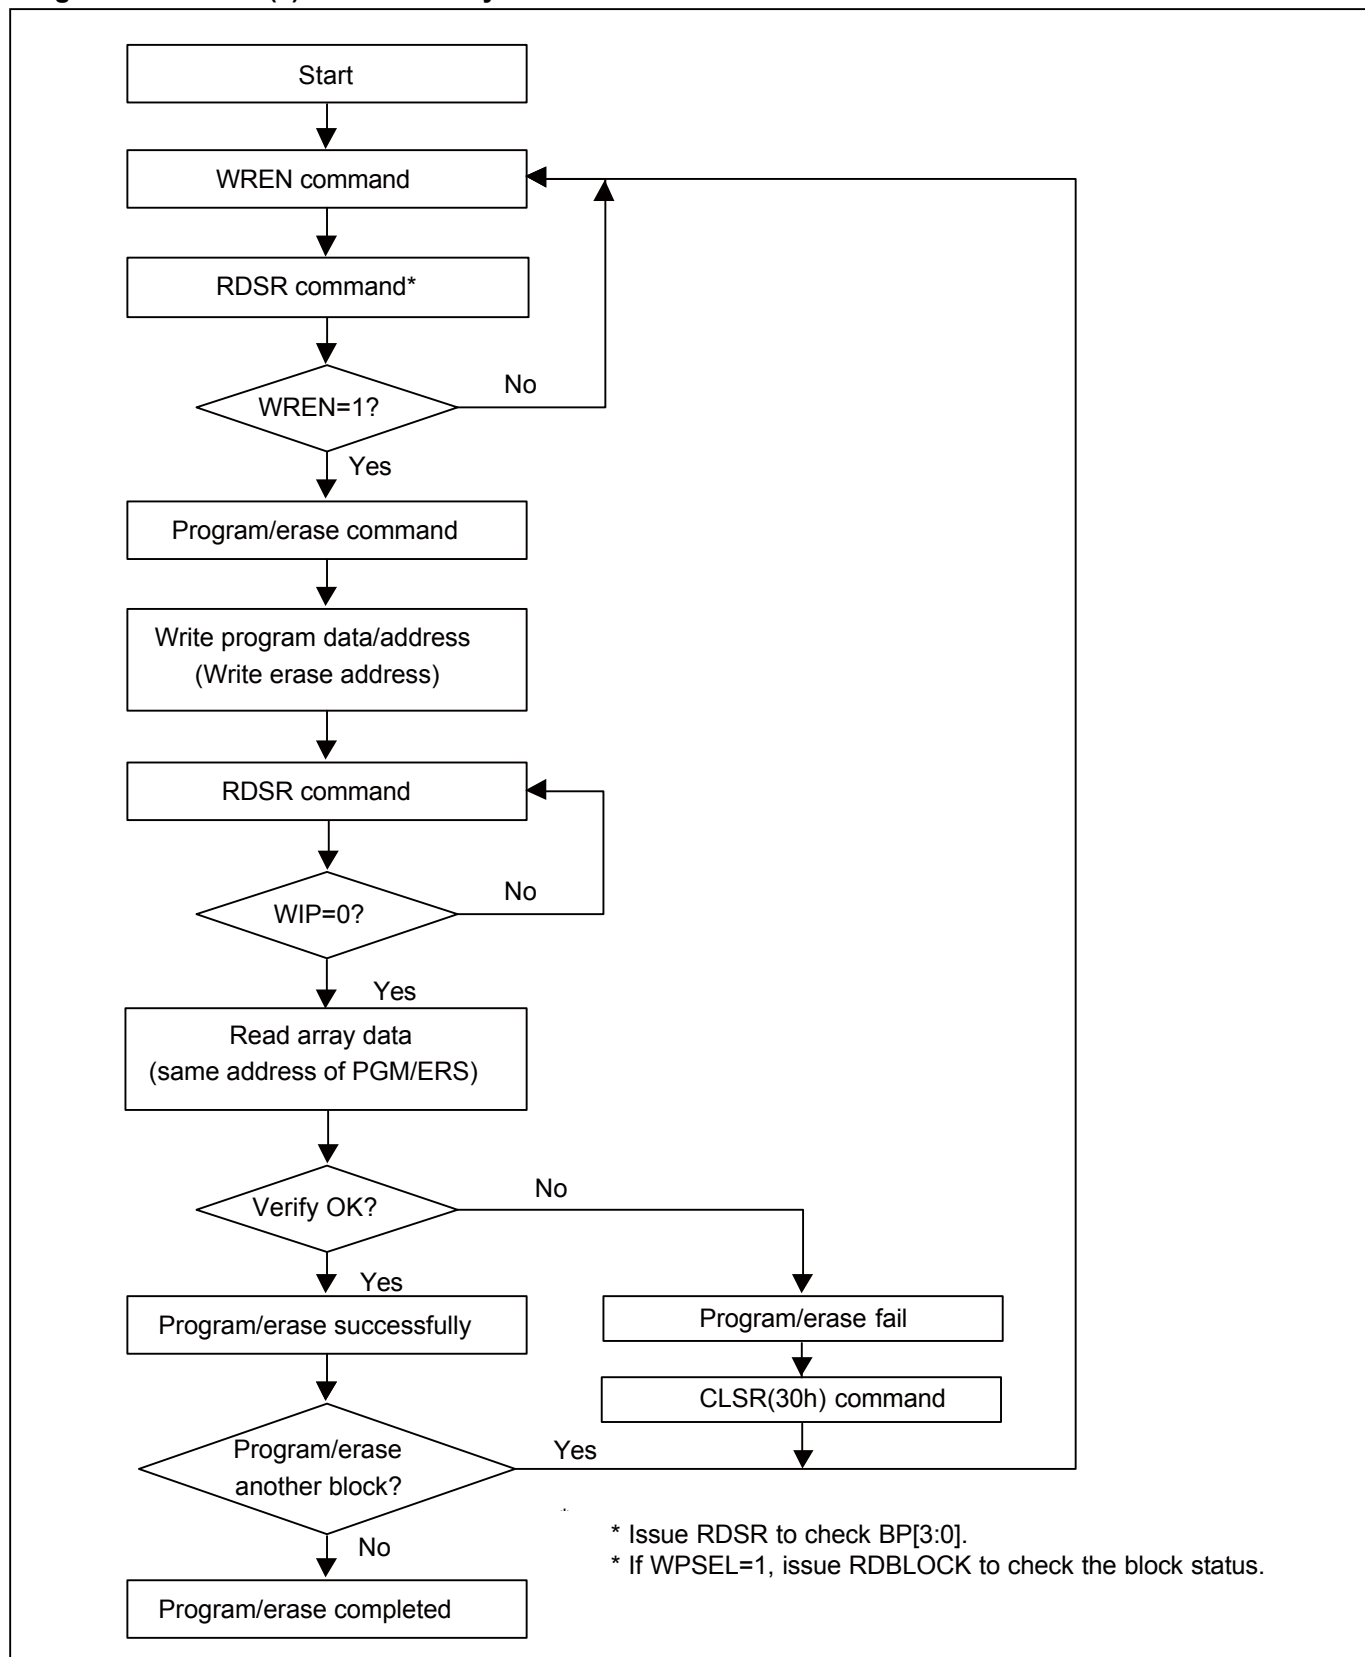 Start
WREN command
RDSR command*
WREN=1?
No
Yes
Program/erase command
Write program data/address
(Write erase address)
RDSR command
WIP=0?
No
Yes
Read array data
(same address of PGM/ERS)
Verify OK?
No
Yes
Program/erase successfully
Program/erase fail
CLSR(30h) command
Program/erase
another block?
Yes
No
* Issue RDSR to check BP[3:0].
* If WPSEL=1, issue RDBLOCK to check the block status.
Program/erase completed